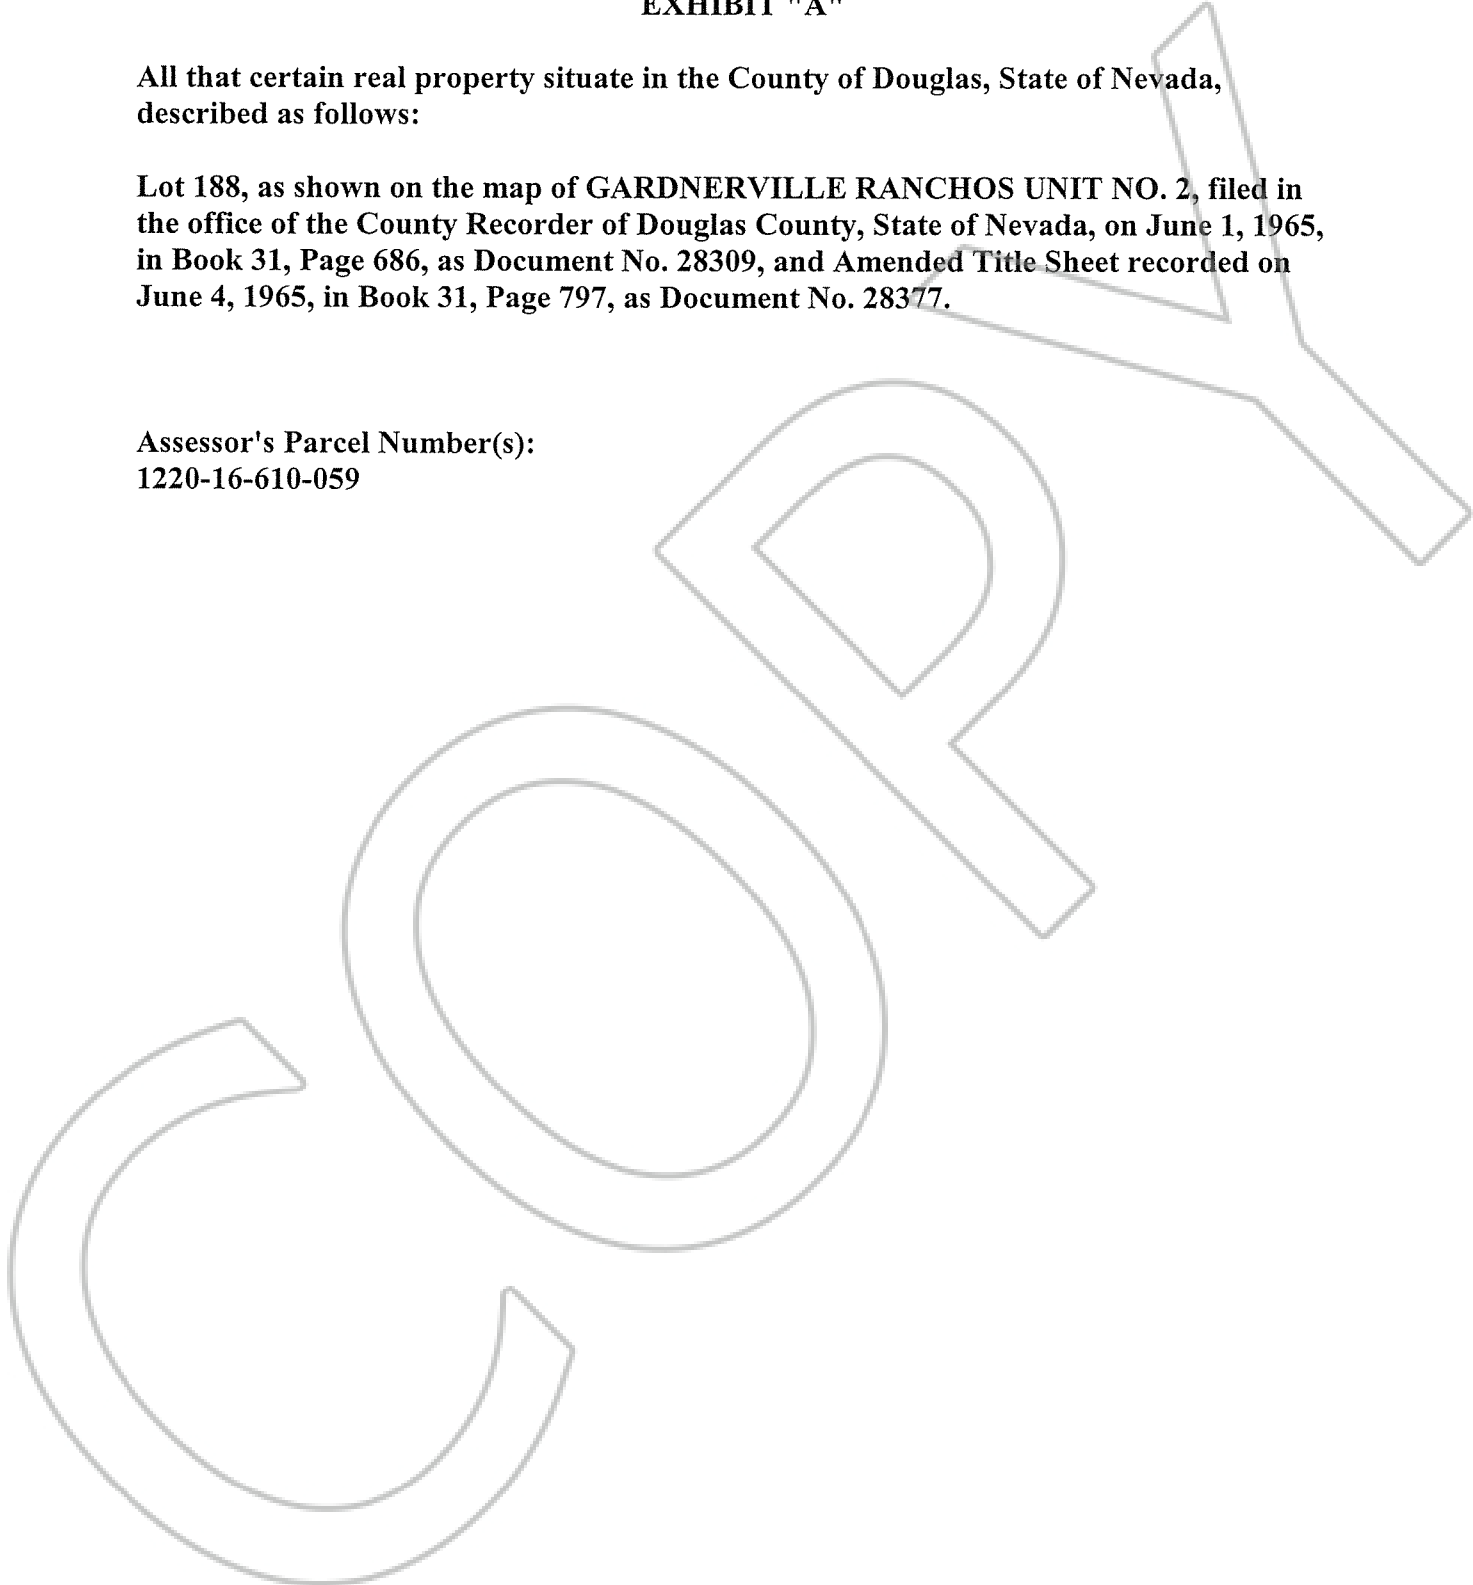 EXHIBIT "A"
All that certain real property situate in the County of Douglas, State of Nevada,
described as follows:
Lot 188, as shown on the map of GARDNERVILLE RANCHOS UNIT NO. 2, filed in
the office of the County Recorder of Douglas County, State of Nevada, on June 1, 1965,
in Book 31, Page 686, as Document No. 28309, and Amended Title Sheet recorded on
June 4, 1965, in Book 31, Page 797, as Document No. 28377.
Assessor's Parcel Number(s):
1220-16-610-059
COPY